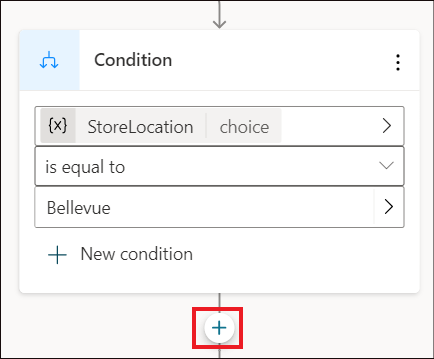 Condition
{x} StoreLocation choice
is equal to
Bellevue
New condition